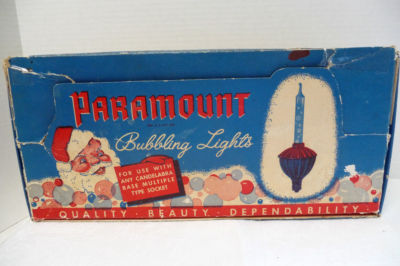 PARAMOUNT
Bubbling Lights
FOR USE WITH
ANY CANDELABRA
BASE MULTIPLE
TYPE SOCKET
QUALITY · BEAUTY · DEPENDABILITY